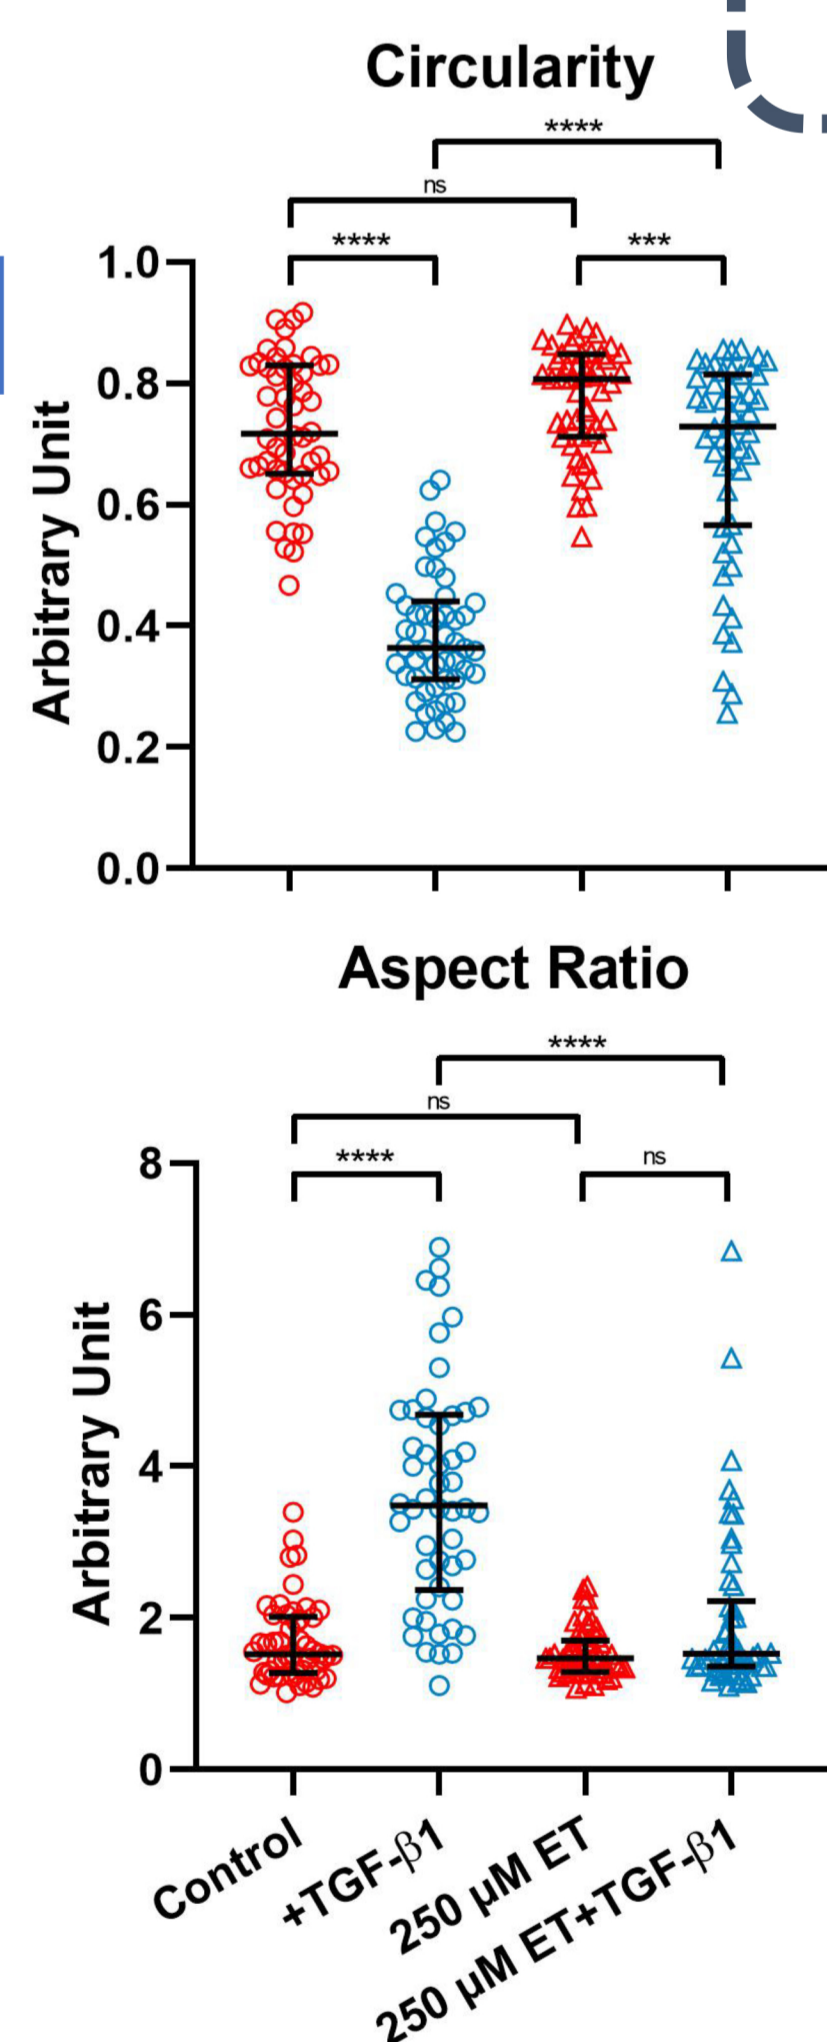 Circularity
****
ns
**** ***
1.0
0.8
0.6
0.4
0.2
0.0
Arbitrary Unit
Aspect Ratio
****
ns
**** ns
8
6
4
2
0
Arbitrary Unit
Control
+TGF-β1
250 μM ET
250 μM ET+TGF-β1